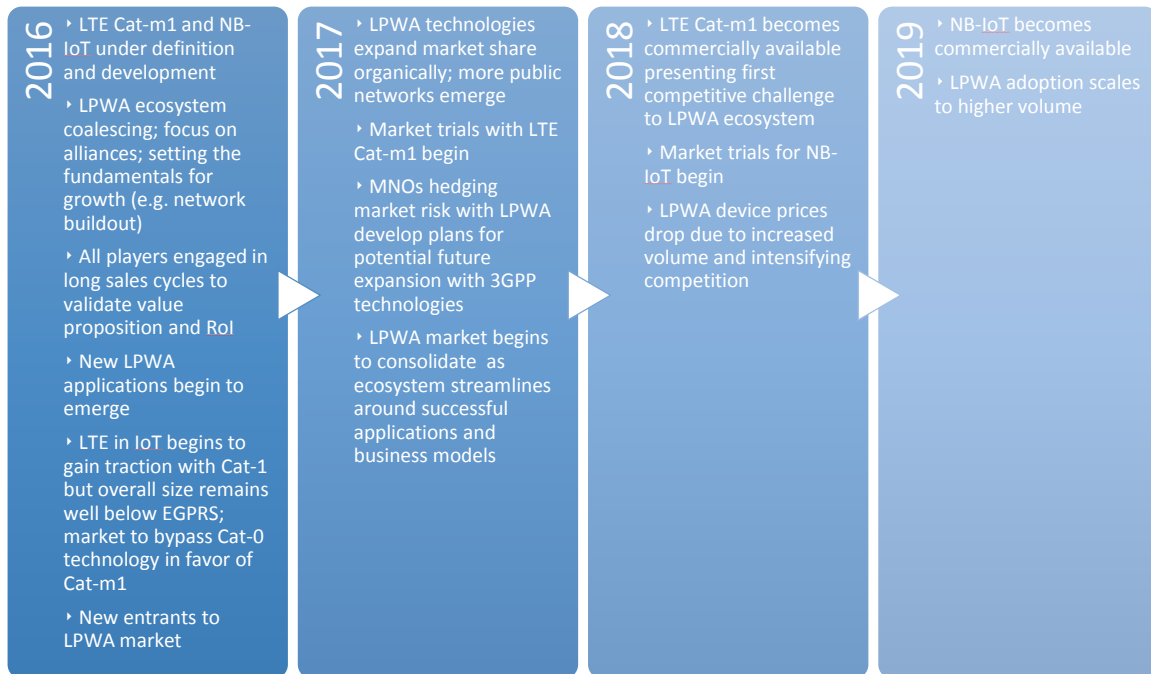 2016
‣ LTE Cat-m1 and NB-
IoT under definition
and development
‣ LPWA ecosystem
coalescing; focus on
alliances; setting the
fundamentals for
growth (e.g. network
buildout)
‣ All players engaged in
long sales cycles to
validate value
proposition and RoI
‣ New LPWA
applications begin to
emerge
‣ LTE in IoT begins to
gain traction with Cat-1
but overall size remains
well below EGPRS;
market to bypass Cat-0
technology in favor of
Cat-m1
‣ New entrants to
LPWA market
2017
‣ LPWA technologies
expand market share
organically; more public
networks emerge
‣ Market trials with LTE
Cat-m1 begin
‣ MNOs hedging
market risk with LPWA
develop plans for
potential future
expansion with 3GPP
technologies
‣ LPWA market begins
to consolidate as
ecosystem streamlines
around successful
applications and
business models
2018
‣ LTE Cat-m1 becomes
commercially available
presenting first
competitive challenge
to LPWA ecosystem
‣ Market trials for NB-
IoT begin
‣ LPWA device prices
drop due to increased
volume and intensifying
competition
2019
‣ NB-IoT becomes
commercially available
‣ LPWA adoption scales
to higher volume